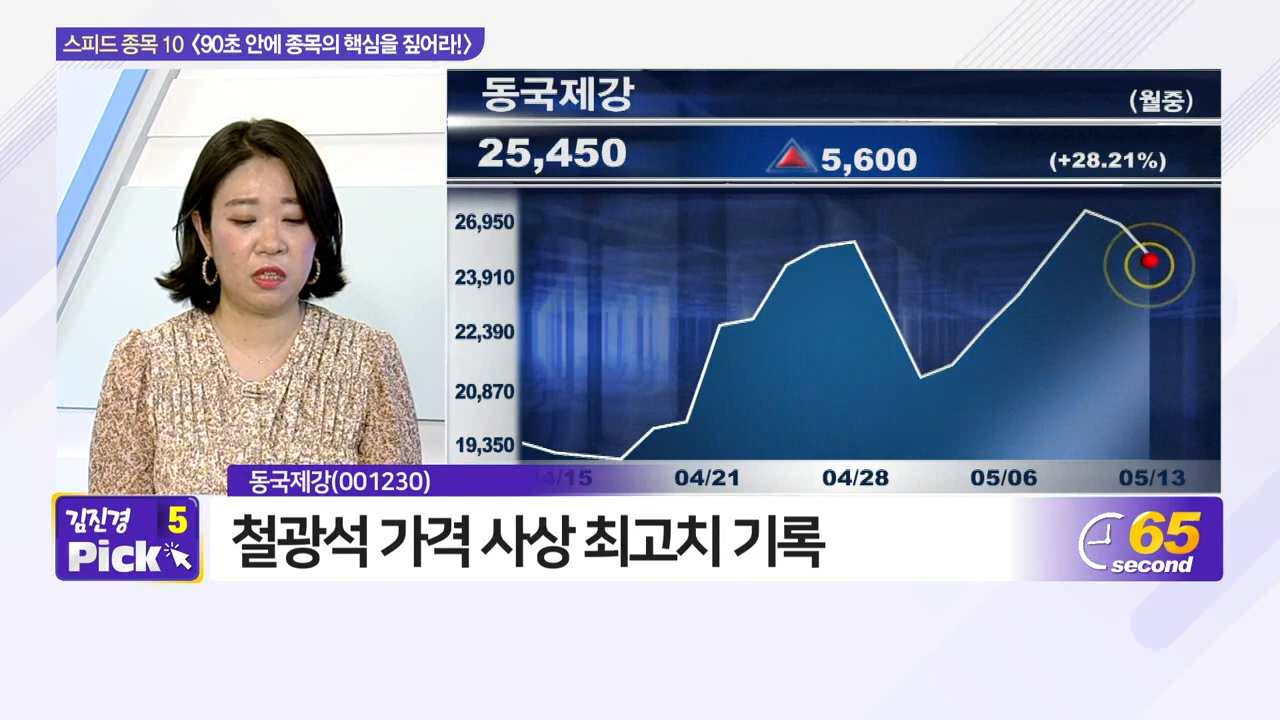 스피드 종목 10 <90초 안에 종목의 핵심을 짚어라!>
동국제강
(월중)
25,450
▲ 5,600
(+28.21%)
26,950
23,910
22,390
20,870
19,350
04/15
04/21
04/28
05/06
05/13
동국제강(001230)
김진경 5
Pick
철광석 가격 사상 최고치 기록
65
second